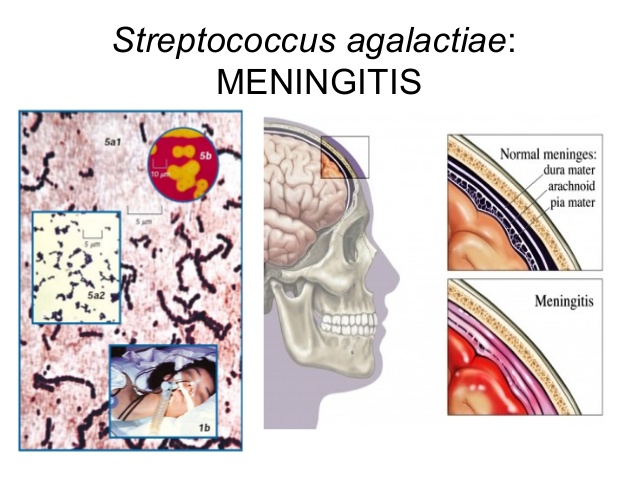 Streptococcus agalactiae:
MENINGITIS
5a1
5b
10 µm
5 µm
5 µm
5a2
1b
Normal meninges:
dura mater
arachnoid
pia mater
Meningitis